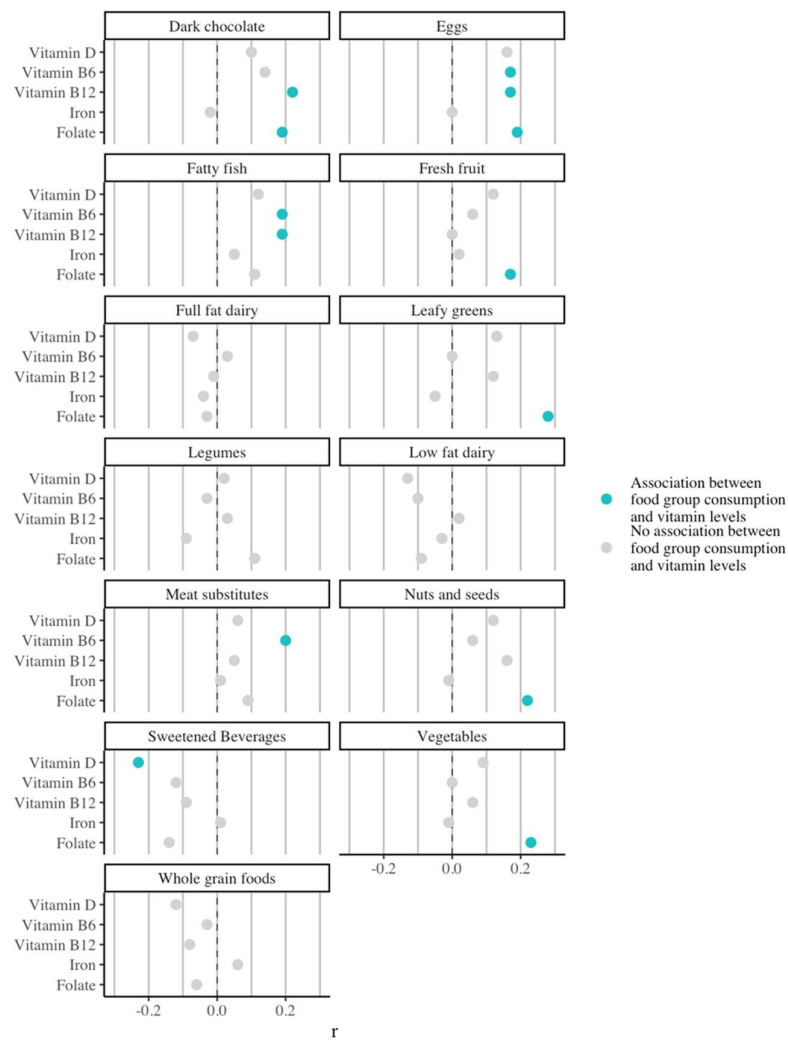 Dark chocolate
Eggs
Vitamin D
Vitamin B6
Vitamin B12
Iron
Folate
Fatty fish
Fresh fruit
Vitamin D
Vitamin B6
Vitamin B12
Iron
Folate
Full fat dairy
Leafy greens
Vitamin D
Vitamin B6
Vitamin B12
Iron
Folate
Legumes
Low fat dairy
Vitamin D
Vitamin B6
Vitamin B12
Iron
Folate
Meat substitutes
Nuts and seeds
Vitamin D
Vitamin B6
Vitamin B12
Iron
Folate
Sweetened Beverages
Vegetables
Vitamin D
Vitamin B6
Vitamin B12
Iron
Folate
-0.2 0.0 0.2
Whole grain foods
Vitamin D
Vitamin B6
Vitamin B12
Iron
Folate
-0.2 0.0 0.2
r
Association between
food group consumption
and vitamin levels
No association between
food group consumption
and vitamin levels